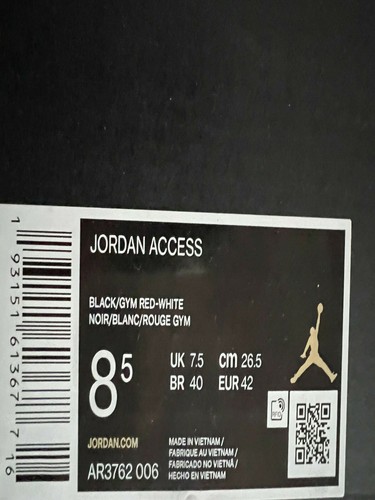 JORDAN ACCESS
BLACK/GYM RED-WHITE
NOIR/BLANC/ROUGE GYM
8⁵
UK 7.5 cm 26.5
BR 40 EUR 42
JORDAN.COM
AR3762 006
MADE IN VIETNAM /
FABRIQUE AU VIETNAM /
FABRICADO NO VIETNÃ /
HECHO EN VIETNAM
1 93151 61367 7 16